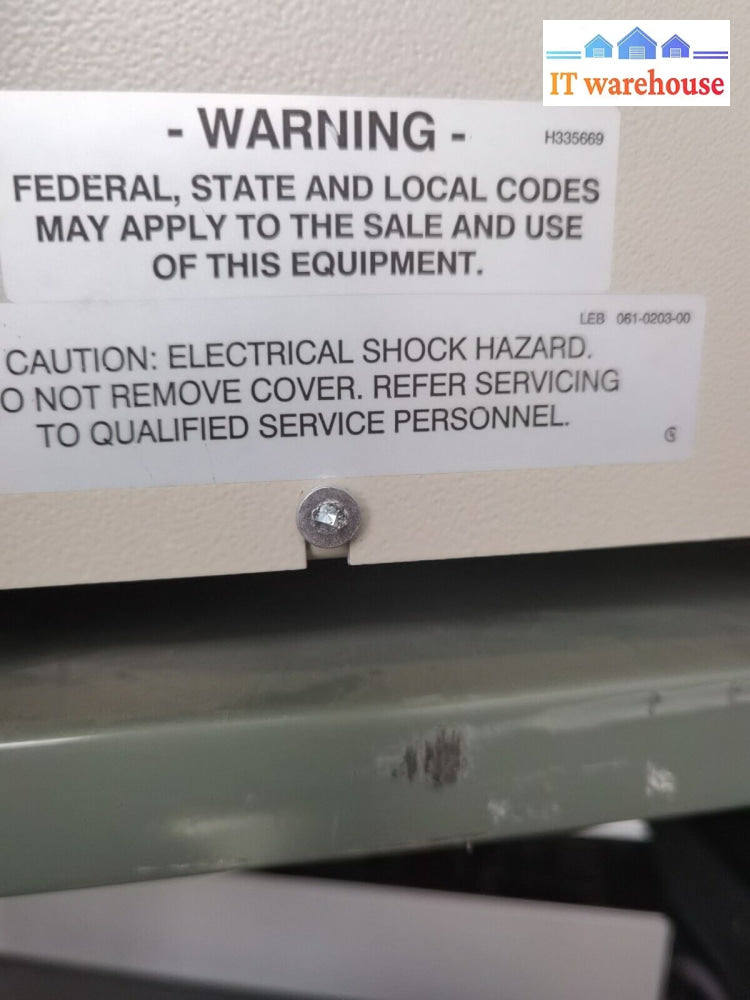 IT warehouse
- WARNING -
H335669
FEDERAL, STATE AND LOCAL CODES
MAY APPLY TO THE SALE AND USE
OF THIS EQUIPMENT.
LEB 061-0203-00
CAUTION: ELECTRICAL SHOCK HAZARD.
O NOT REMOVE COVER. REFER SERVICING
TO QUALIFIED SERVICE PERSONNEL.